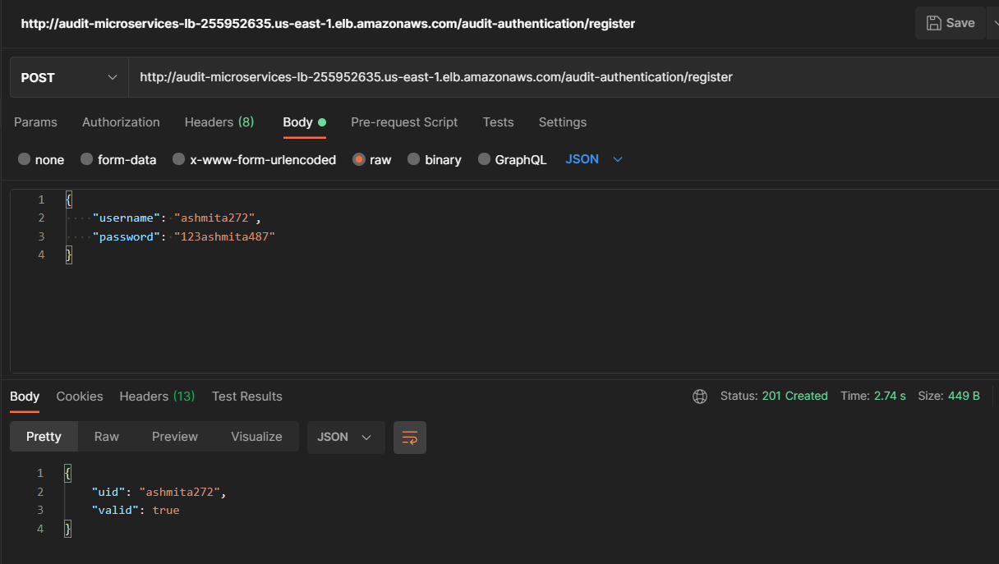 http://audit-microservices-lb-255952635.us-east-1.elb.amazonaws.com/audit-authentication/register
Save
POST
http://audit-microservices-lb-255952635.us-east-1.elb.amazonaws.com/audit-authentication/register
Params Authorization Headers (8) Body Pre-request Script Tests Settings
none form-data x-www-form-urlencoded raw binary GraphQL JSON
1 {
2 "username": "ashmita272",
3 "password": "123ashmita487"
4 }
Body Cookies Headers (13) Test Results Status: 201 Created Time: 2.74 s Size: 449 B
Pretty Raw Preview Visualize JSON
1 {
2 "uid": "ashmita272",
3 "valid": true
4 }